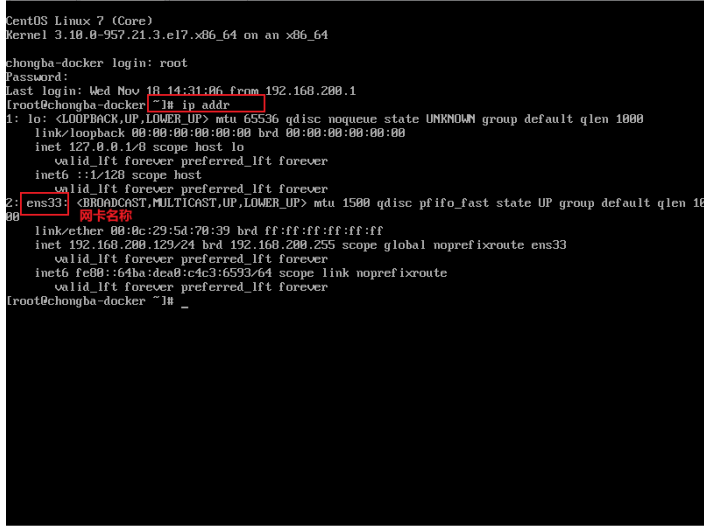 CentOS Linux 7 (Core)
Kernel 3.10.0-957.21.3.el7.x86_64 on an x86_64
chongba-docker login: root
Password:
Last login: Wed Nov 18 14:31:06 from 192.168.200.1
[root@chongba-docker ~]# ip addr
1: lo: <LOOPBACK,UP,LOWER_UP> mtu 65536 qdisc noqueue state UNKNOWN group default qlen 1000
link/loopback 00:00:00:00:00:00 brd 00:00:00:00:00:00
inet 127.0.0.1/8 scope host lo
valid_lft forever preferred_lft forever
inet6 ::1/128 scope host
valid_lft forever preferred_lft forever
2: ens33: <BROADCAST,MULTICAST,UP,LOWER_UP> mtu 1500 qdisc pfifo_fast state UP group default qlen 10
00
网卡名称
link/ether 00:0c:29:5d:70:39 brd ff:ff:ff:ff:ff:ff
inet 192.168.200.129/24 brd 192.168.200.255 scope global noprefixroute ens33
valid_lft forever preferred_lft forever
inet6 fe80::64ba:dea0:c4c3:6593/64 scope link noprefixroute
valid_lft forever preferred_lft forever
[root@chongba-docker ~]# _